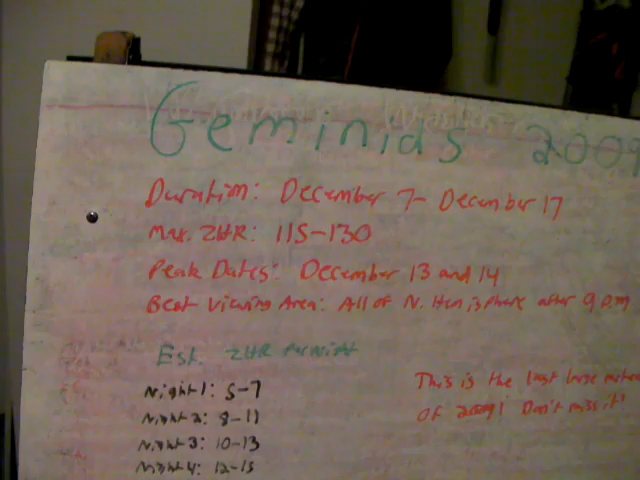 Geminids 2009
Duration: December 7- December 17
Max. ZHR: 115-130
Peak Dates: December 13 and 14
Best Viewing Area: All of N. Hemisphere after 9 p.m
Est. ZHR per night
Night 1: 5-7
Night 2: 8-11
Night 3: 10-13
Night 4: 12-15
This is the last large meteor
Of 2009! Don't miss it!